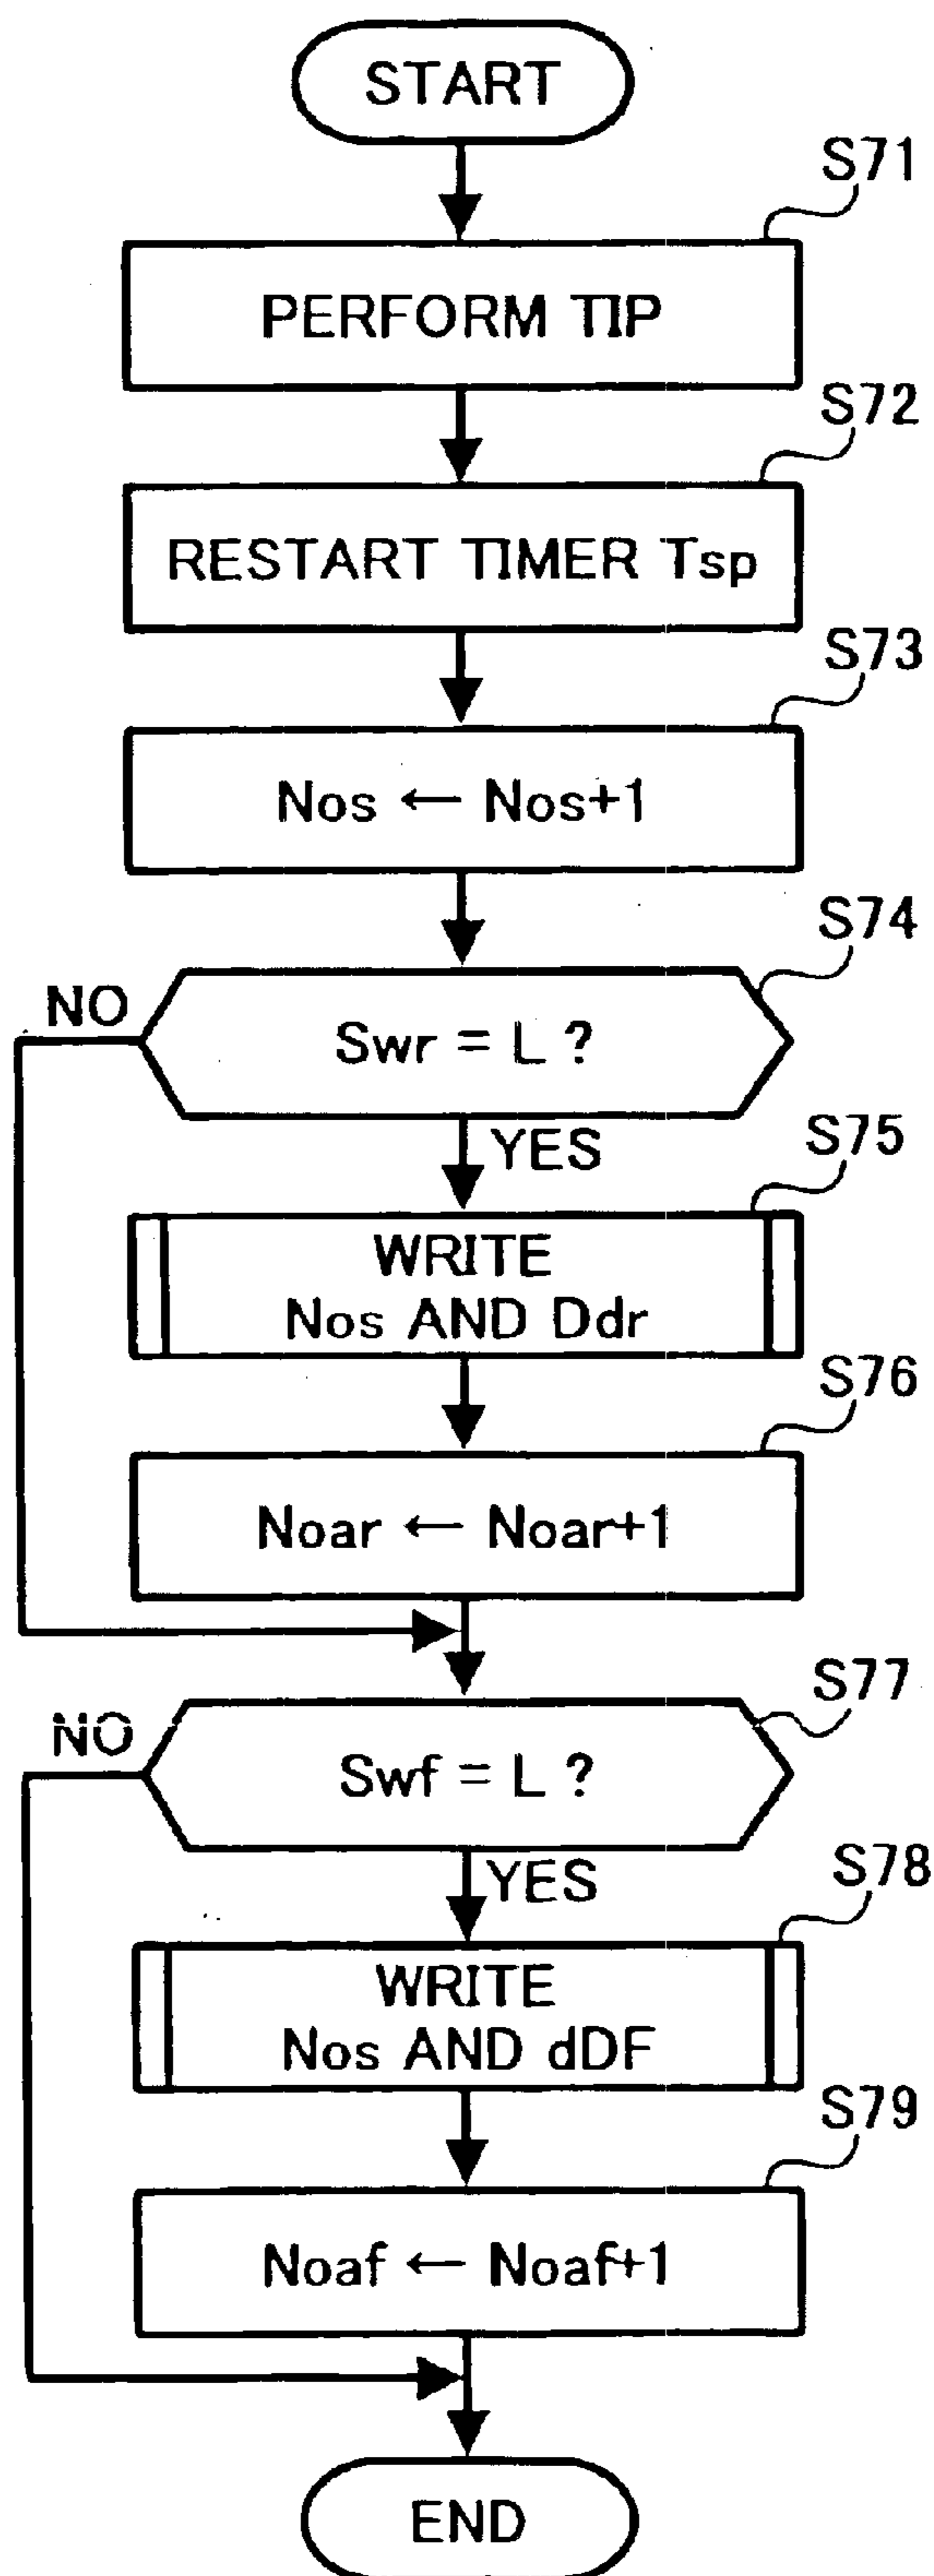 START
S71
PERFORM TIP
S72
RESTART TIMER Tsp
S73
Nos ← Nos+1
S74
NO
Swr = L ?
YES
S75
WRITE
Nos AND Ddr
S76
Noar ← Noar+1
S77
NO
Swf = L ?
YES
S78
WRITE
Nos AND dDF
S79
Noaf ← Noaf+1
END